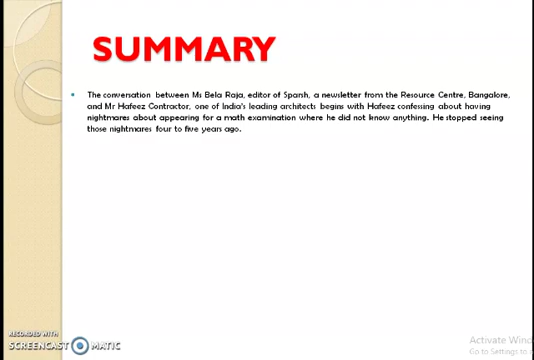 SUMMARY
The conversation between Ms Bela Raja, editor of Sparsh, a newsletter from the Resource Centre, Bangalore,
and Mr Hafeez Contractor, one of India's leading architects begins with Hafeez confessing about having
nightmares about appearing for a math examination where he did not know anything. He stopped seeing
those nightmares four to five years ago.
RECORDED WITH
SCREENCAST MATIC
Activate Wind
Go to Settings to